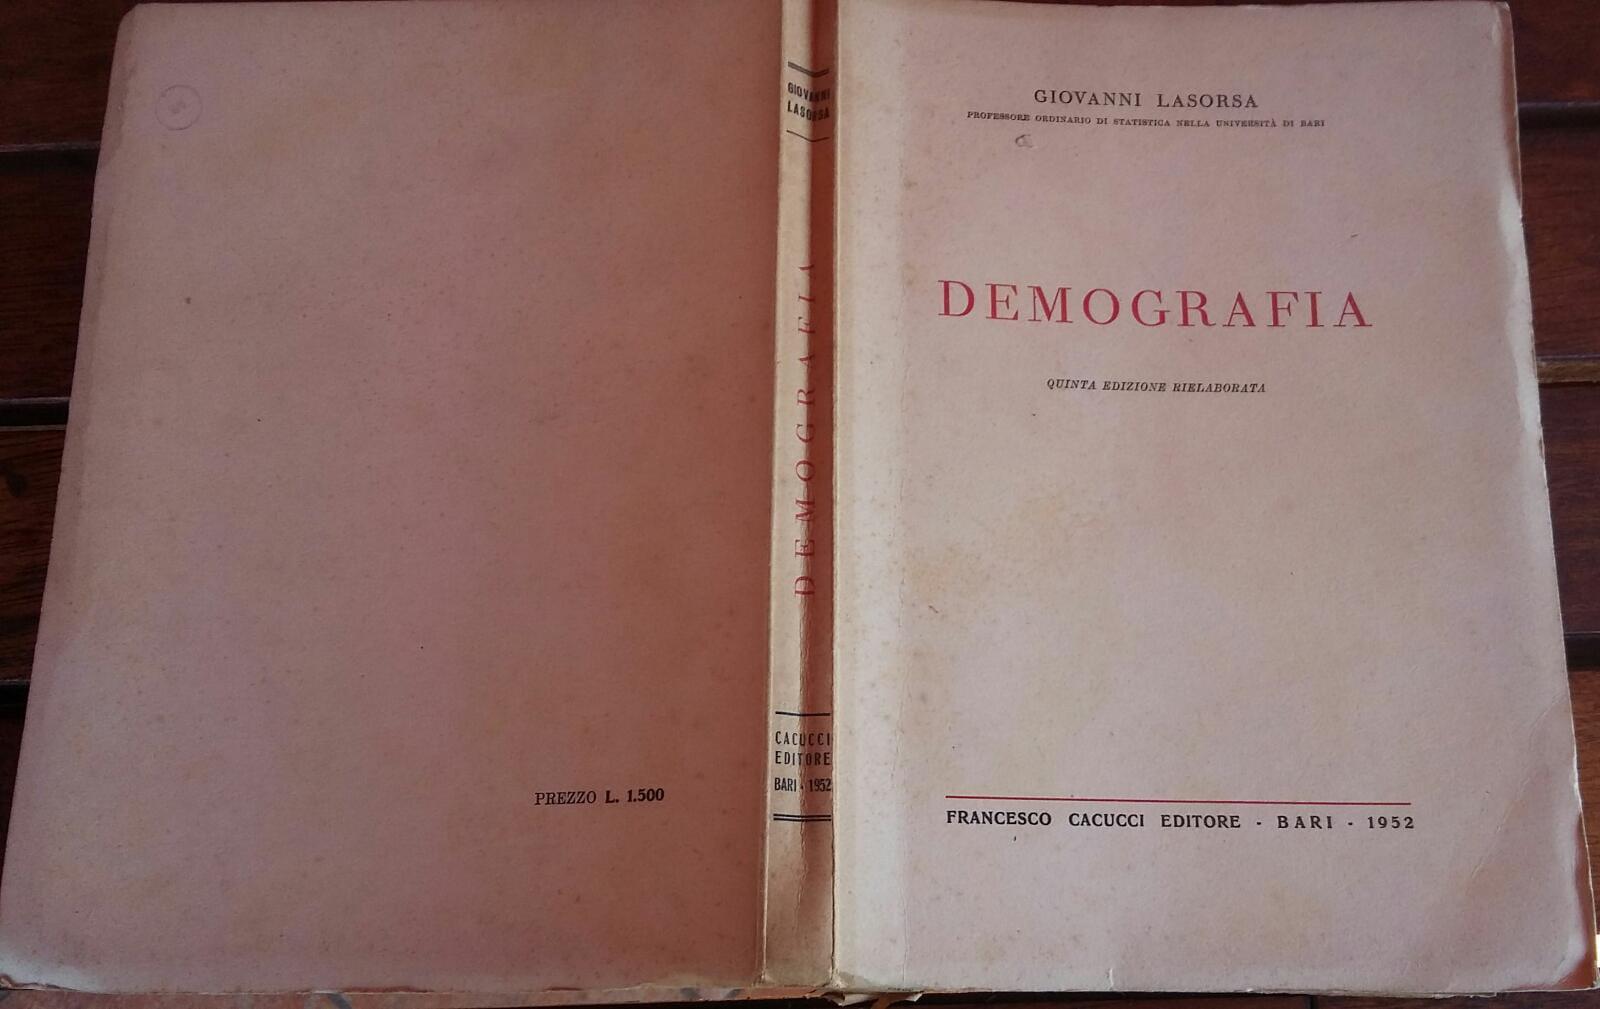 GIOVANNI LASORSA
PROFESSORE ORDINARIO DI STATISTICA NELLA UNIVERSITÀ DI BARI
DEMOGRAFIA
QUINTA EDIZIONE RIELABORATA
FRANCESCO CACUCCI EDITORE - BARI - 1952
GIOVANNI
LASORSA
DEMOGRAFIA
CACUCCI
EDITORE
BARI - 1952
PREZZO L. 1.500